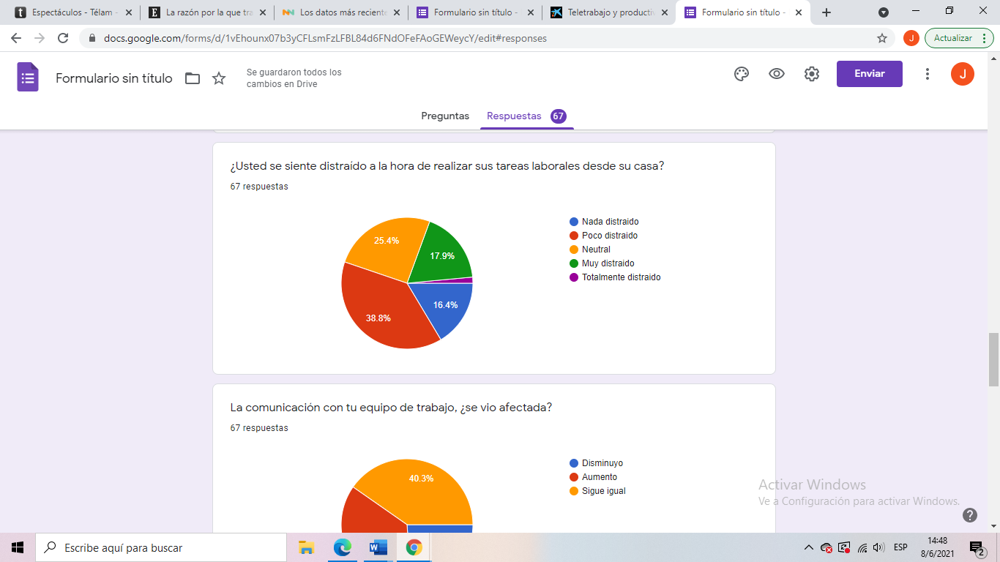 Espectáculos - Télam -
La razón por la que tra
Los datos más reciente
Formulario sin título -
Teletrabajo y productiv
Formulario sin título -
docs.google.com/forms/d/1vEhounx07b3yCFLsmFzLFBL84d6FNdOFeFAoGEWeycY/edit#responses
J
Actualizar
Formulario sin título
Se guardaron todos los
cambios en Drive
Enviar
J
Preguntas
Respuestas
67
¿Usted se siente distraído a la hora de realizar sus tareas laborales desde su casa?
67 respuestas
25.4%
17.9%
16.4%
38.8%
Nada distraido
Poco distraido
Neutral
Muy distraido
Totalmente distraido
La comunicación con tu equipo de trabajo, ¿se vio afectada?
67 respuestas
40.3%
Disminuyo
Aumento
Sigue igual
Activar Windows
Ve a Configuración para activar Windows.
Escribe aquí para buscar
ESP
14:48
8/6/2021
2